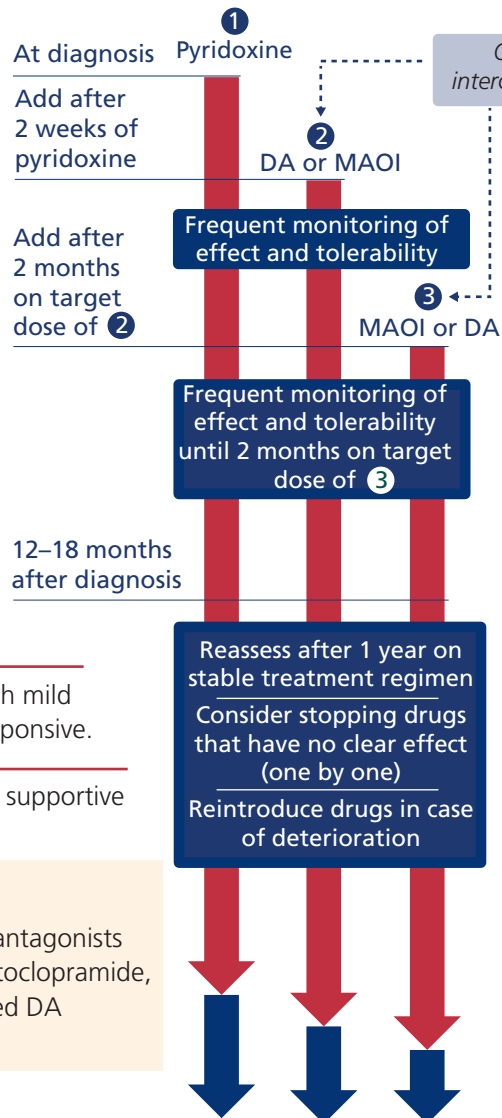 1
Pyridoxine
At diagnosis
Add after
2 weeks of
pyridoxine
2
DA or MAOI
Frequent monitoring of
effect and tolerability
Add after
2 months
on target
dose of 2
3
MAOI or DA
Frequent monitoring of
effect and tolerability
until 2 months on target
dose of 3
12–18 months
after diagnosis
Reassess after 1 year on
stable treatment regimen
Consider stopping drugs
that have no clear effect
(one by one)
Reintroduce drugs in case
of deterioration
mild
supportive
antagonists
DA